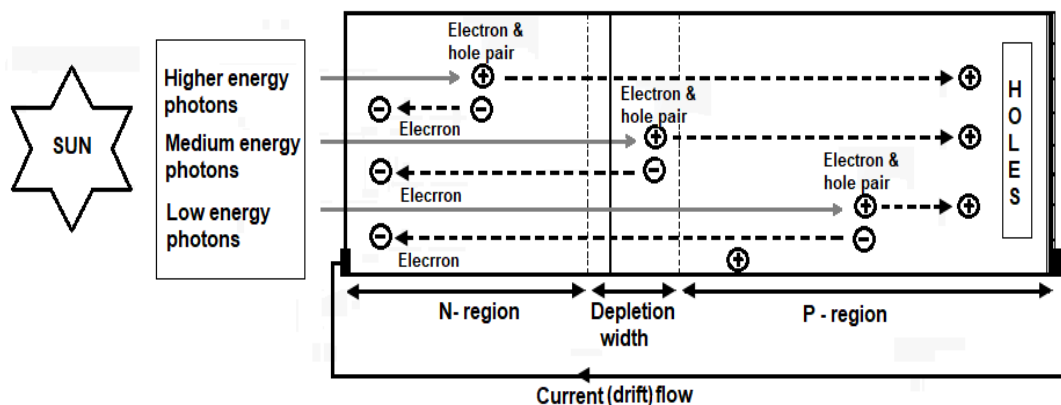 SUN
Higher energy
photons
Medium energy
photons
Low energy
photons
Electron &
hole pair
Elecrron
Electron &
hole pair
Elecrron
Electron &
hole pair
Elecrron
HOLES
N- region
Depletion
width
P - region
Current (drift) flow